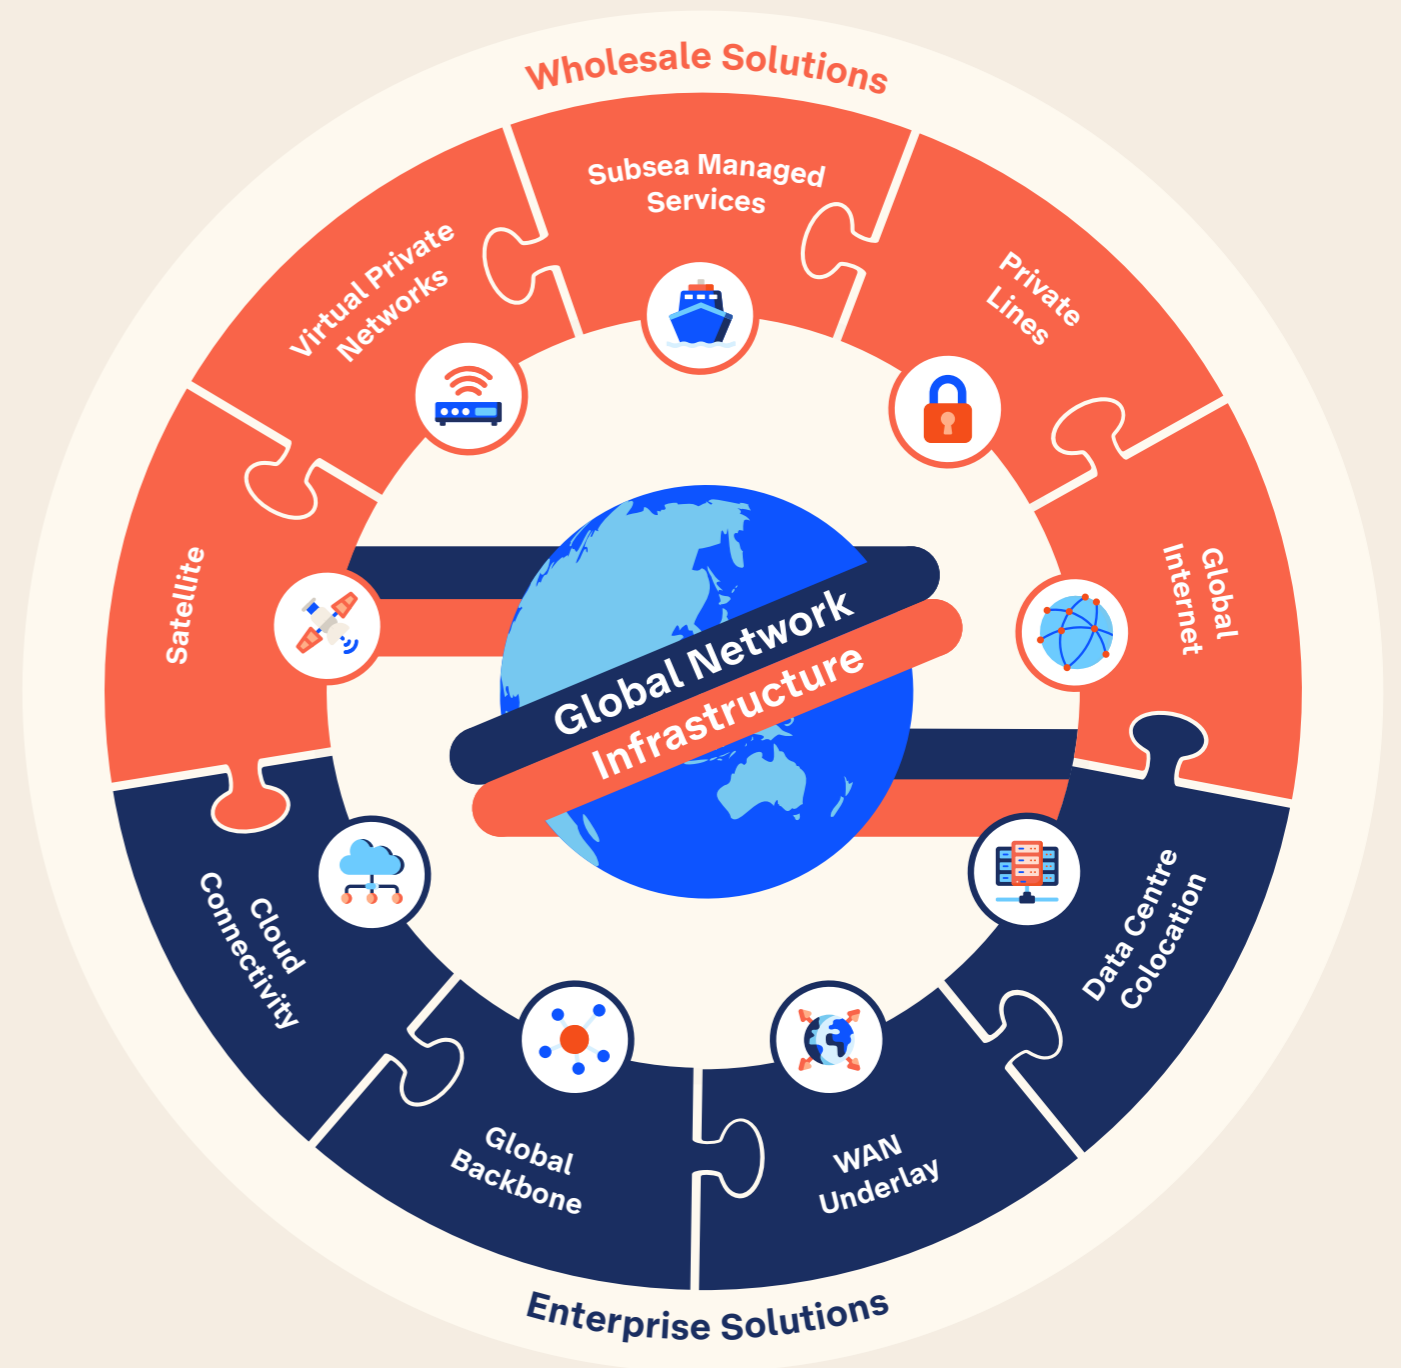 Wholesale Solutions
Subsea Managed
Services
Virtual Private
Networks
Private
Lines
Satellite
Global
Internet
Global Network
Infrastructure
Cloud
Connectivity
Data Centre
Colocation
Global
Backbone
WAN
Underlay
Enterprise Solutions